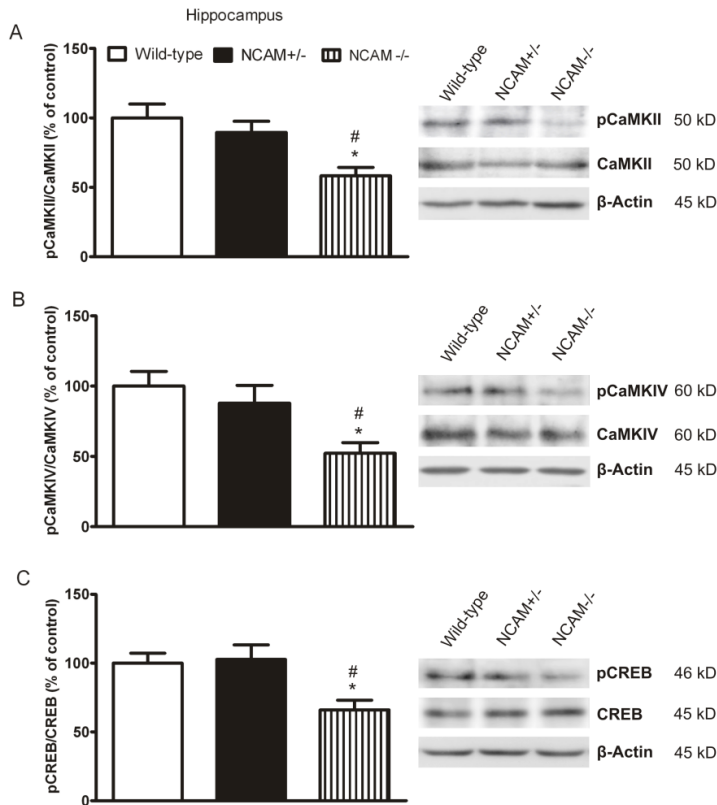 Hippocampus
A
Wild-type NCAM+/- NCAM -/-
pCaMKII/CaMKII (% of control)
150
100
50
0
#
*
Wild-type
NCAM+/-
NCAM-/-
pCaMKII 50 kD
CaMKII 50 kD
β-Actin 45 kD
B
pCaMKIV/CaMKIV (% of control)
150
100
50
0
#
*
Wild-type
NCAM+/-
NCAM-/-
pCaMKIV 60 kD
CaMKIV 60 kD
β-Actin 45 kD
C
pCREB/CREB (% of control)
150
100
50
0
#
*
Wild-type
NCAM+/-
NCAM-/-
pCREB 46 kD
CREB 45 kD
β-Actin 45 kD